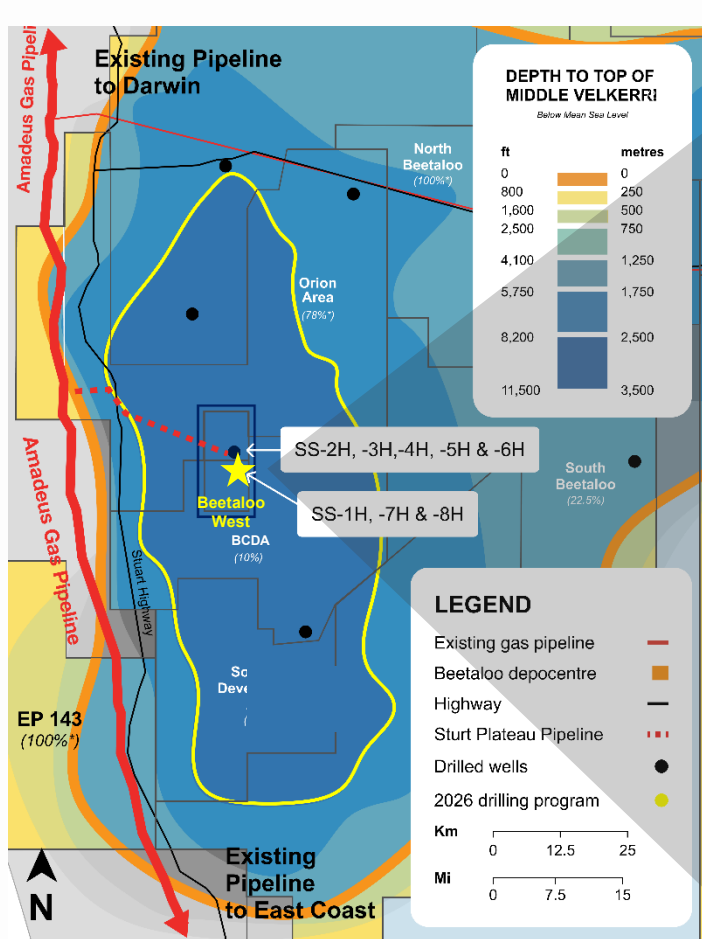 Amadeus Gas Pipeli
Existing Pipeline
to Darwin
North
Beetaloo
(100%*)
DEPTH TO TOP OF
MIDDLE VELKERRI
Below Mean Sea Level
ft metres
0 0
800 250
1,600 500
2,500 750
4,100 1,250
5,750 1,750
8,200 2,500
11,500 3,500
Orion
Area
(78%*)
SS-2H, -3H,-4H, -5H & -6H
South
Beetaloo
(22.5%)
SS-1H, -7H & -8H
Beetaloo
West
BCDA
(10%)
Amadeus Gas Pipeline
Stuart Highway
So
Deve
(
EP 143
(100%*)
Existing
Pipeline
to East Coast
N
LEGEND
Existing gas pipeline
Beetaloo depocentre
Highway
Sturt Plateau Pipeline
Drilled wells
2026 drilling program
Km
0 12.5 25
Mi
0 7.5 15